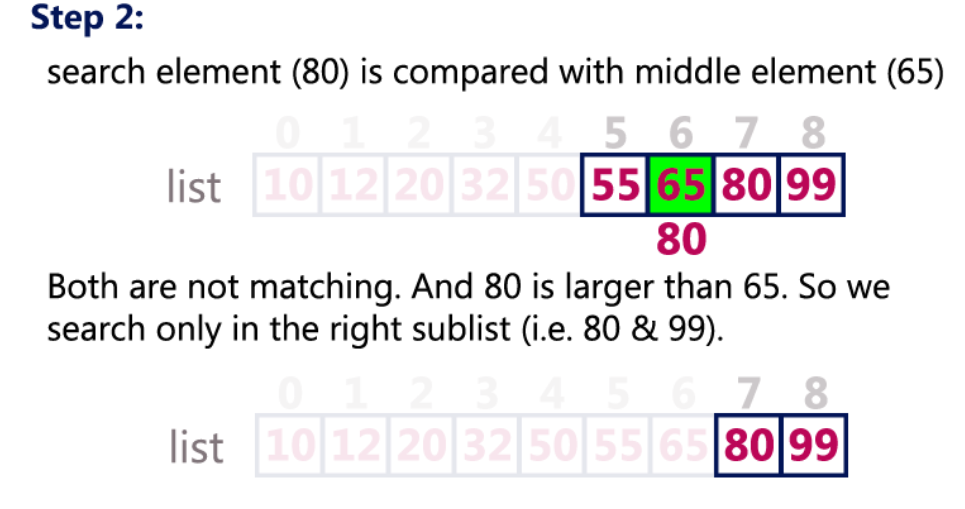 Step 2:
search element (80) is compared with middle element (65)
0 1 2 3 4 5 6 7 8
list 10 12 20 32 50 55 65 80 99
80
Both are not matching. And 80 is larger than 65. So we
search only in the right sublist (i.e. 80 & 99).
0 1 2 3 4 5 6 7 8
list 10 12 20 32 50 55 65 80 99